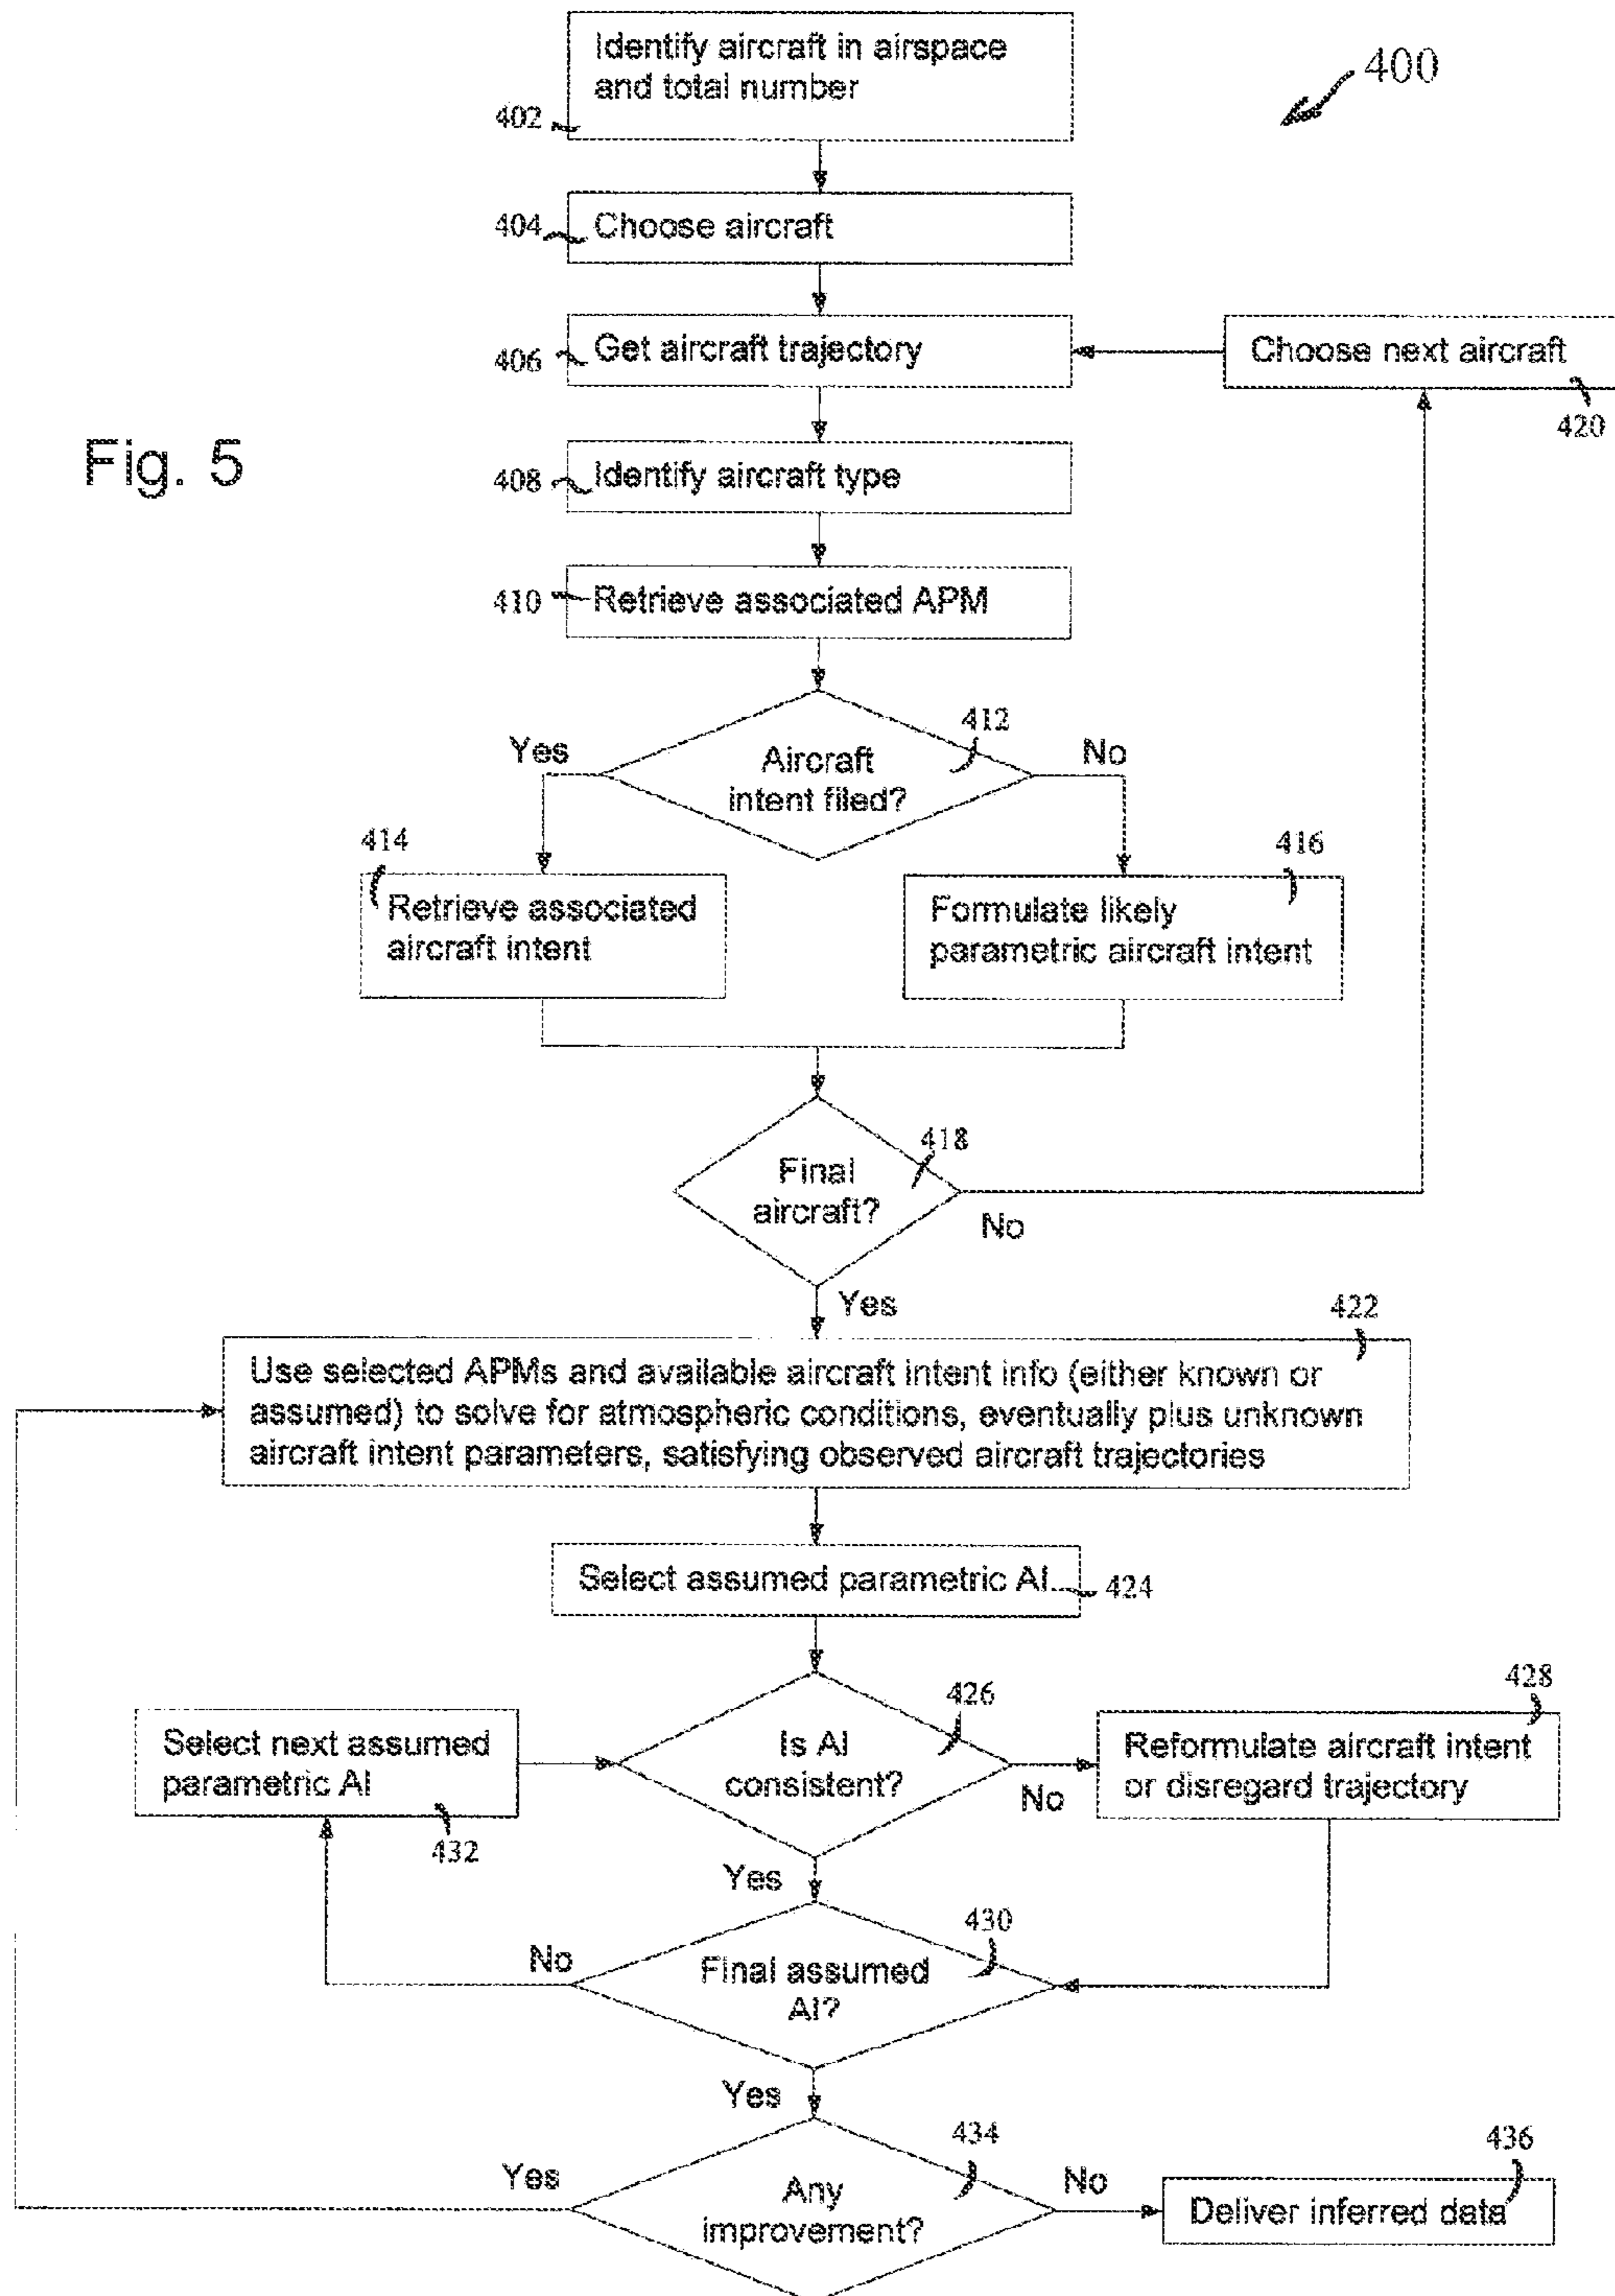 Identify aircraft in airspace
and total number
400
402
404
Choose aircraft
406
Get aircraft trajectory
Choose next aircraft
420
Fig. 5
408
Identify aircraft type
410
Retrieve associated APM
412
Yes
No
Aircraft
intent filed?
414
416
Retrieve associated
aircraft intent
Formulate likely
parametric aircraft intent
418
Final
aircraft?
No
Yes
422
Use selected APMs and available aircraft intent info (either known or
assumed) to solve for atmospheric conditions, eventually plus unknown
aircraft intent parameters, satisfying observed aircraft trajectories
Select assumed parametric AI
424
426
428
Select next assumed
parametric AI
Is AI
consistent?
Reformulate aircraft intent
or disregard trajectory
No
432
Yes
430
No
Final assumed
AI?
Yes
434
436
Yes
No
Any
improvement?
Deliver inferred data